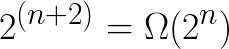 2^{(n+2)} = Ω(2^n)